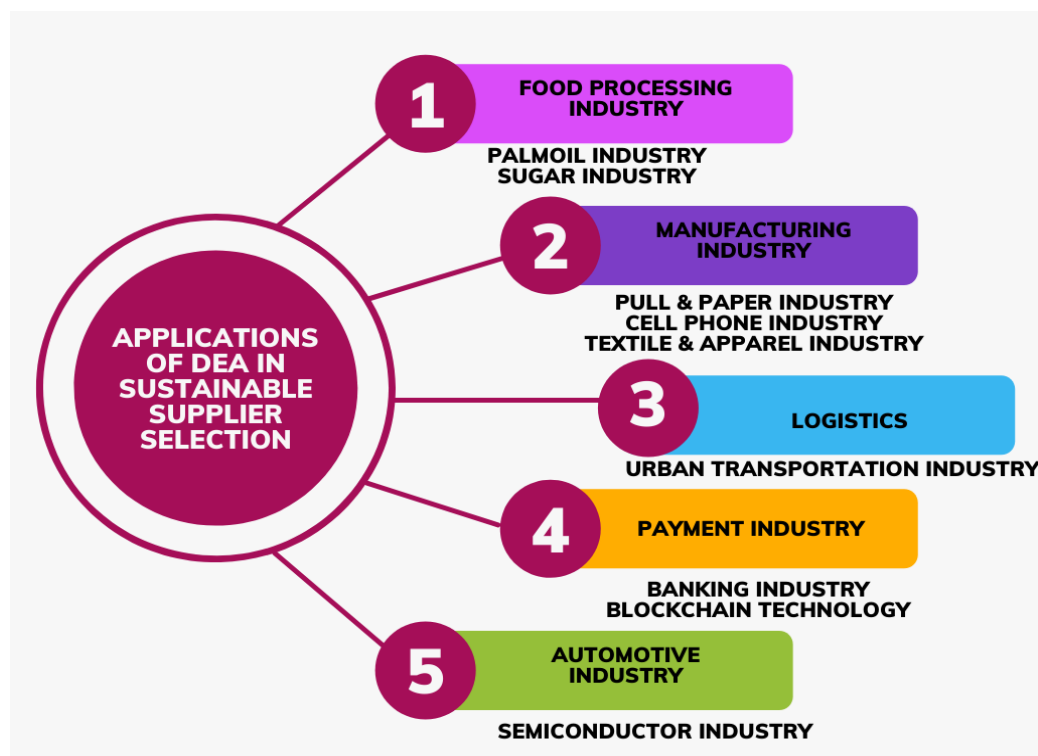 APPLICATIONS
OF DEA IN
SUSTAINABLE
SUPPLIER
SELECTION
1
FOOD PROCESSING
INDUSTRY
PALMOIL INDUSTRY
SUGAR INDUSTRY
2
MANUFACTURING
INDUSTRY
PULL & PAPER INDUSTRY
CELL PHONE INDUSTRY
TEXTILE & APPAREL INDUSTRY
3
LOGISTICS
URBAN TRANSPORTATION INDUSTRY
4
PAYMENT INDUSTRY
BANKING INDUSTRY
BLOCKCHAIN TECHNOLOGY
5
AUTOMOTIVE
INDUSTRY
SEMICONDUCTOR INDUSTRY